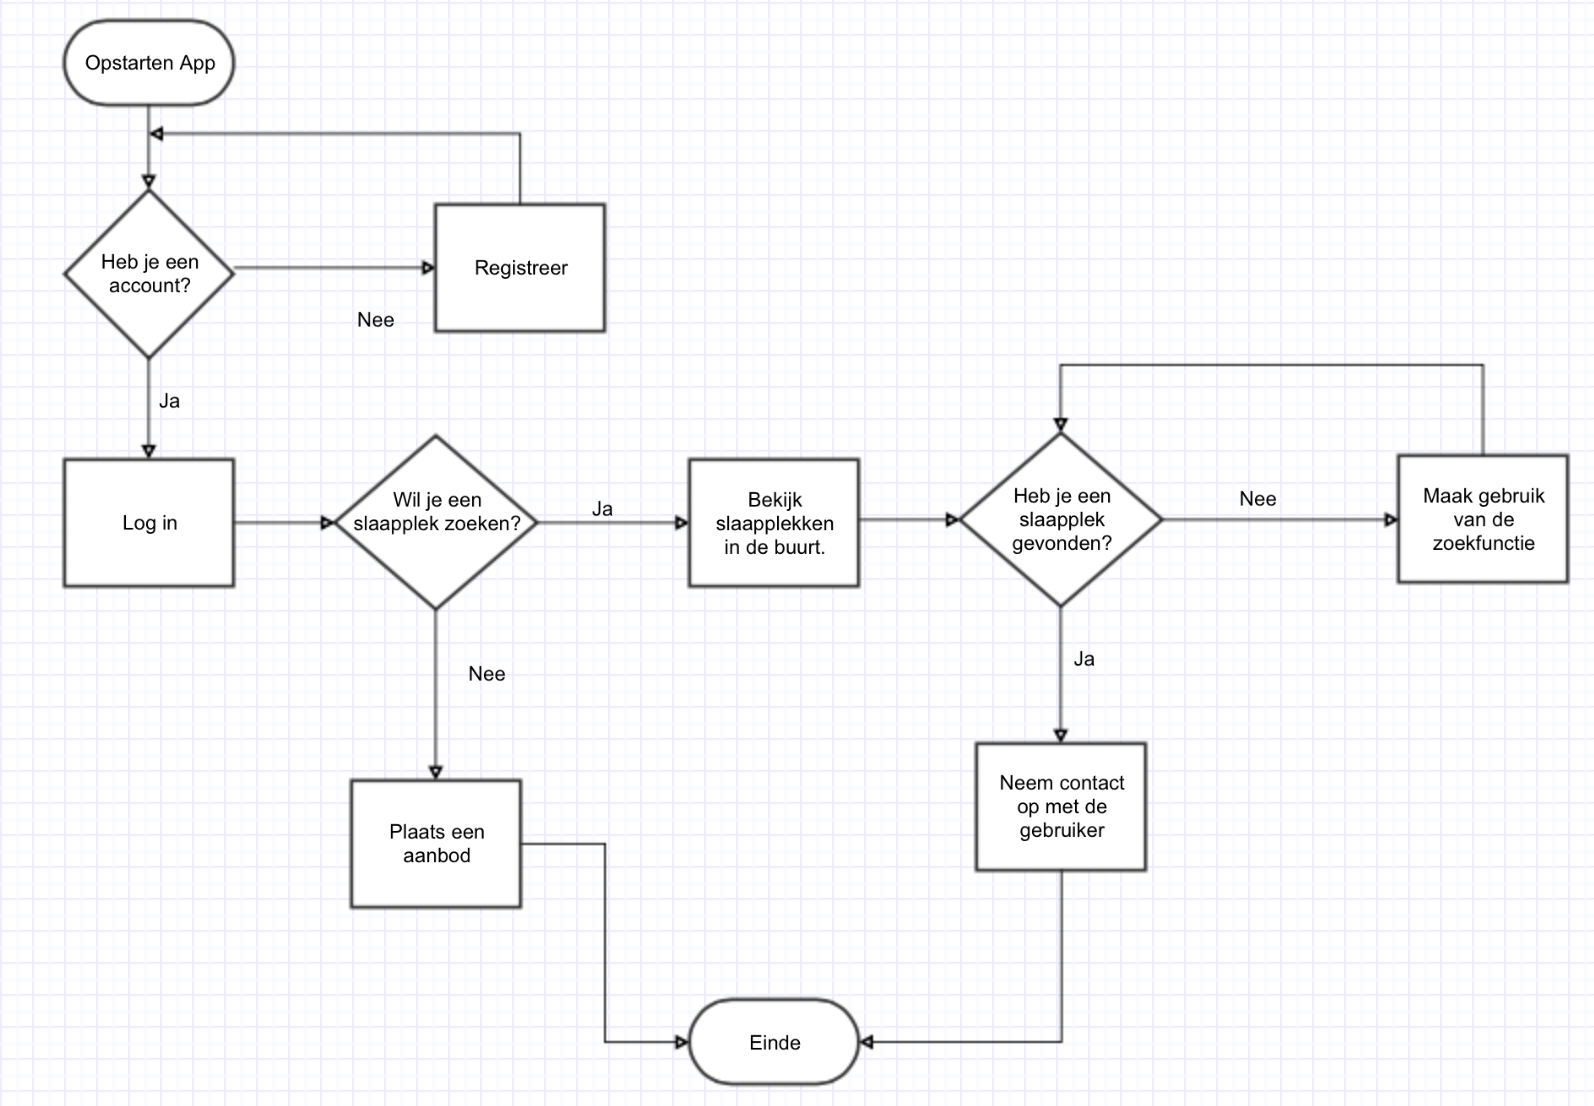 Opstarten App
Heb je een
account?
Nee
Registreer
Ja
Log in
Wil je een
slaapplek zoeken?
Ja
Bekijk
slaapplekken
in de buurt.
Heb je een
slaapplek
gevonden?
Nee
Maak gebruik
van de
zoekfunctie
Nee
Ja
Plaats een
aanbod
Neem contact
op met de
gebruiker
Einde